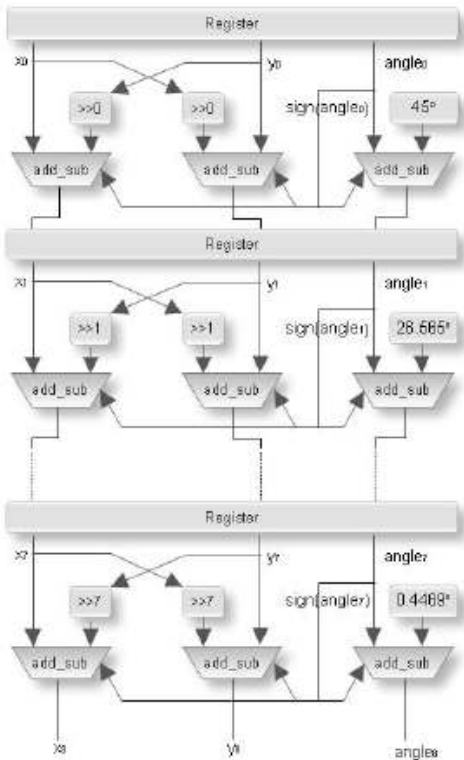 Register
x0 y0 angle0
>>0 >>0 sign(angle0) 45°
add_sub add_sub add_sub
Register
x1 y1 angle1
>>1 >>1 sign(angle1) 26.565°
add_sub add_sub add_sub
Register
x7 y7 angle7
>>7 >>7 sign(angle7) 0.4469°
add_sub add_sub add_sub
x8 y8 angle8